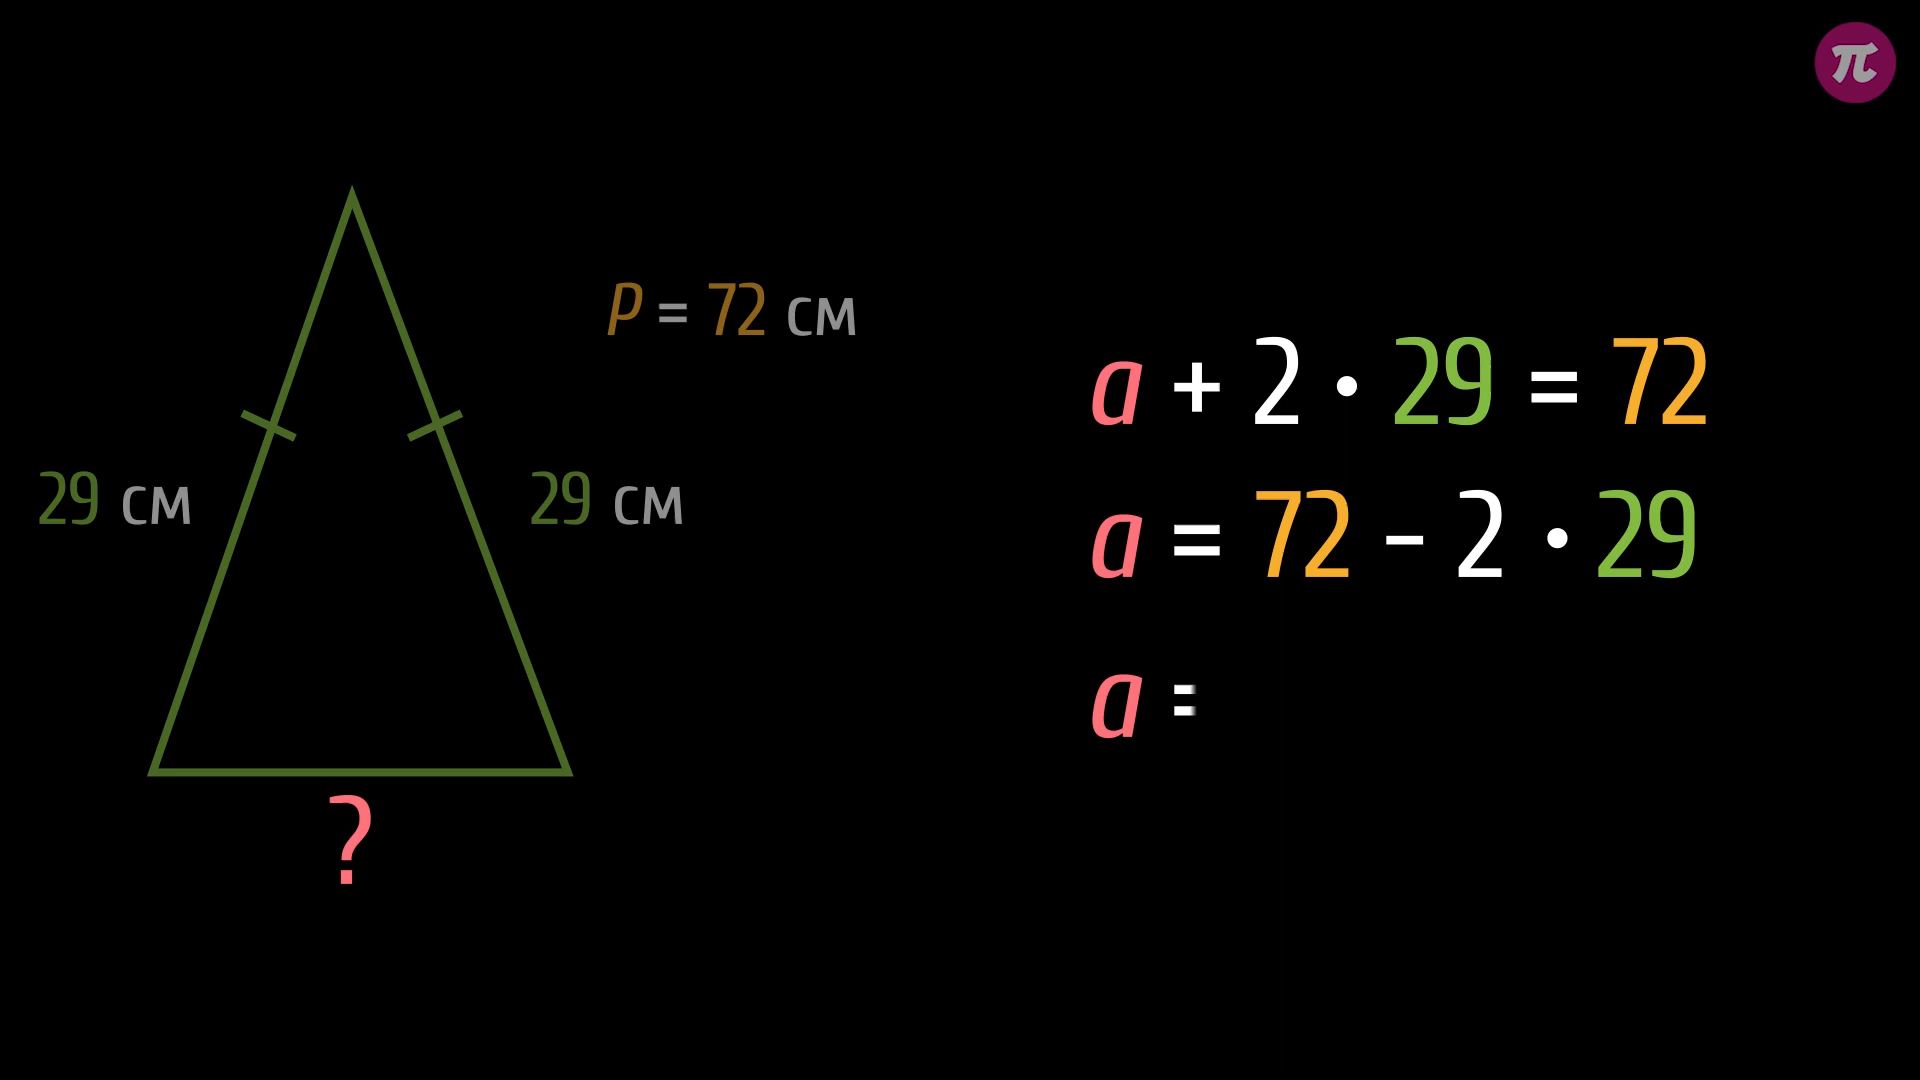 π
P = 72 см
29 см
29 см
?
a + 2 · 29 = 72
a = 72 - 2 · 29
a =